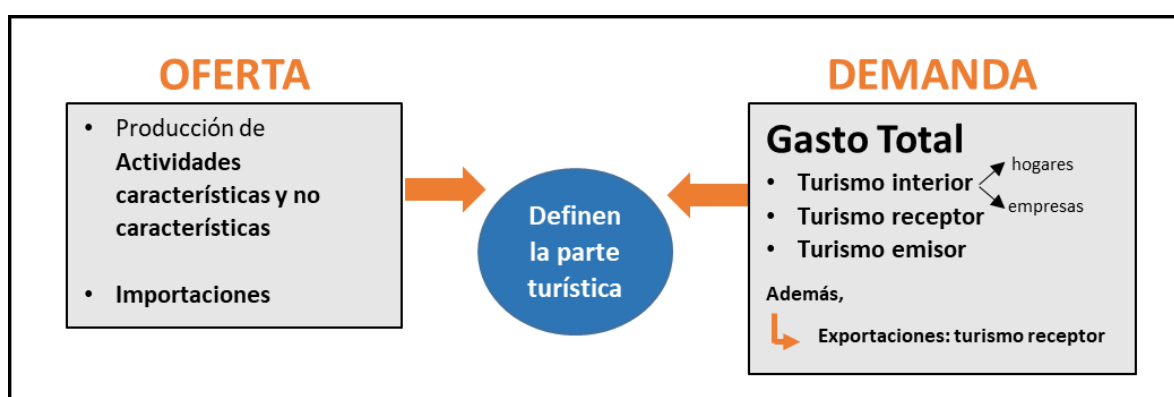 OFERTA
• Producción de
Actividades
características y no
características
• Importaciones
Definen
la parte
turística
DEMANDA
Gasto Total
• Turismo interior
hogares
empresas
• Turismo receptor
• Turismo emisor
Además,
Exportaciones: turismo receptor